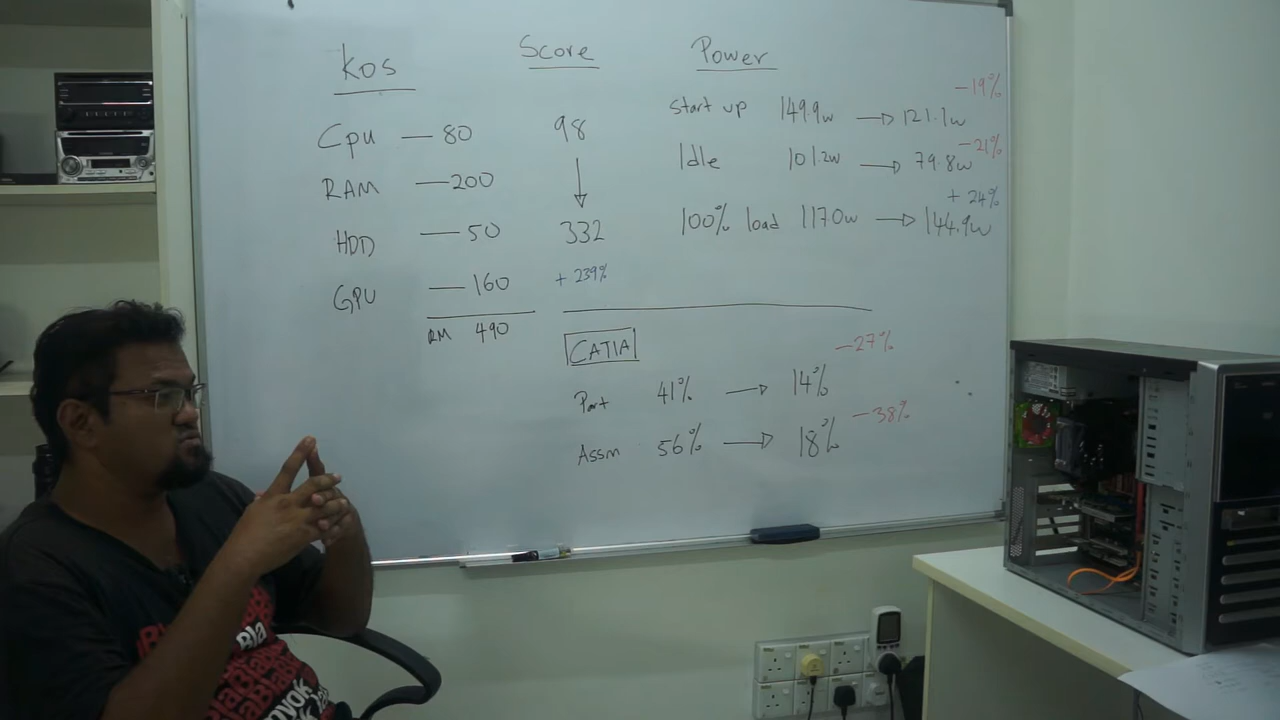 Kos
Cpu — 80
RAM — 200
HDD — 50
GPU — 160
RM 490
Score
98
332
+ 239%
Power
Start up 149.9w → 121.1w -19%
Idle 101.2w → 79.8w -21%
100% load 117.0w → 144.9w + 24%
CATIA
Part 41% → 14% -27%
Assm 56% → 18% -38%